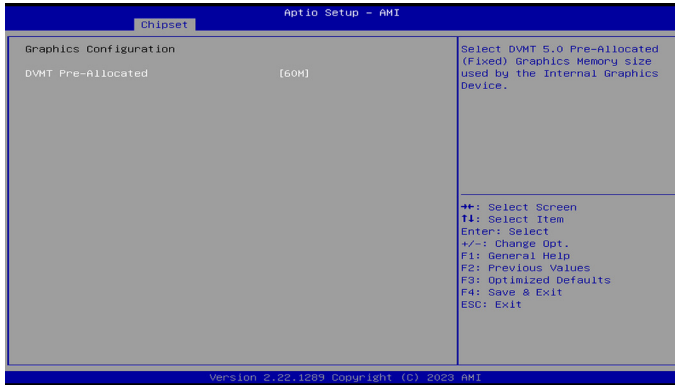 Aptio Setup – AMI
Chipset
Graphics Configuration
DVMT Pre-Allocated [60M]
Select DVMT 5.0 Pre-Allocated
(Fixed) Graphics Memory size
used by the Internal Graphics
Device.
→←: Select Screen
↑↓: Select Item
Enter: Select
+/-: Change Opt.
F1: General Help
F2: Previous Values
F3: Optimized Defaults
F4: Save & Exit
ESC: Exit
Version 2.22.1289 Copyright (C) 2023 AMI